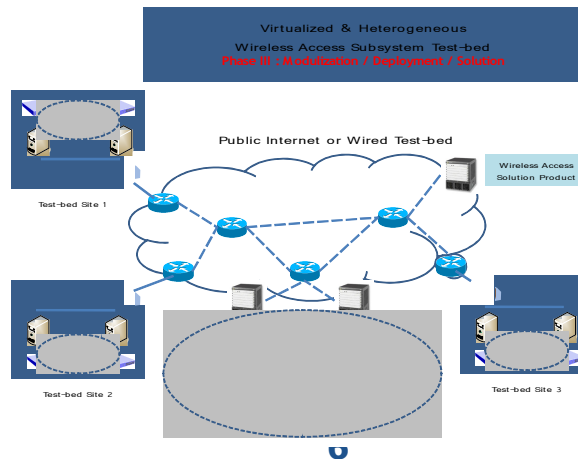 Virtualized & Heterogeneous
Wireless Access Subsystem Test-bed
Phase III : Modulization / Deployment / Solution
Public Internet or Wired Test-bed
Wireless Access
Solution Product
Test-bed Site 1
Test-bed Site 2
Test-bed Site 3